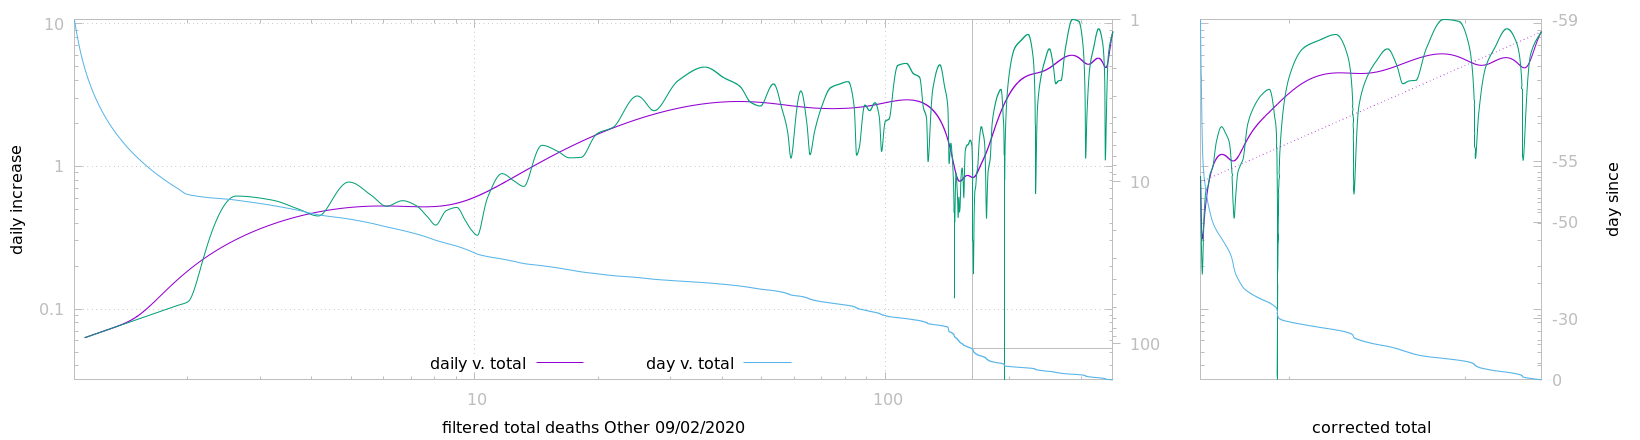 10
1
0.1
daily increase
10
100
1
10
100
daily v. total
day v. total
filtered total deaths Other 09/02/2020
-59
-55
-50
-30
0
day since
corrected total